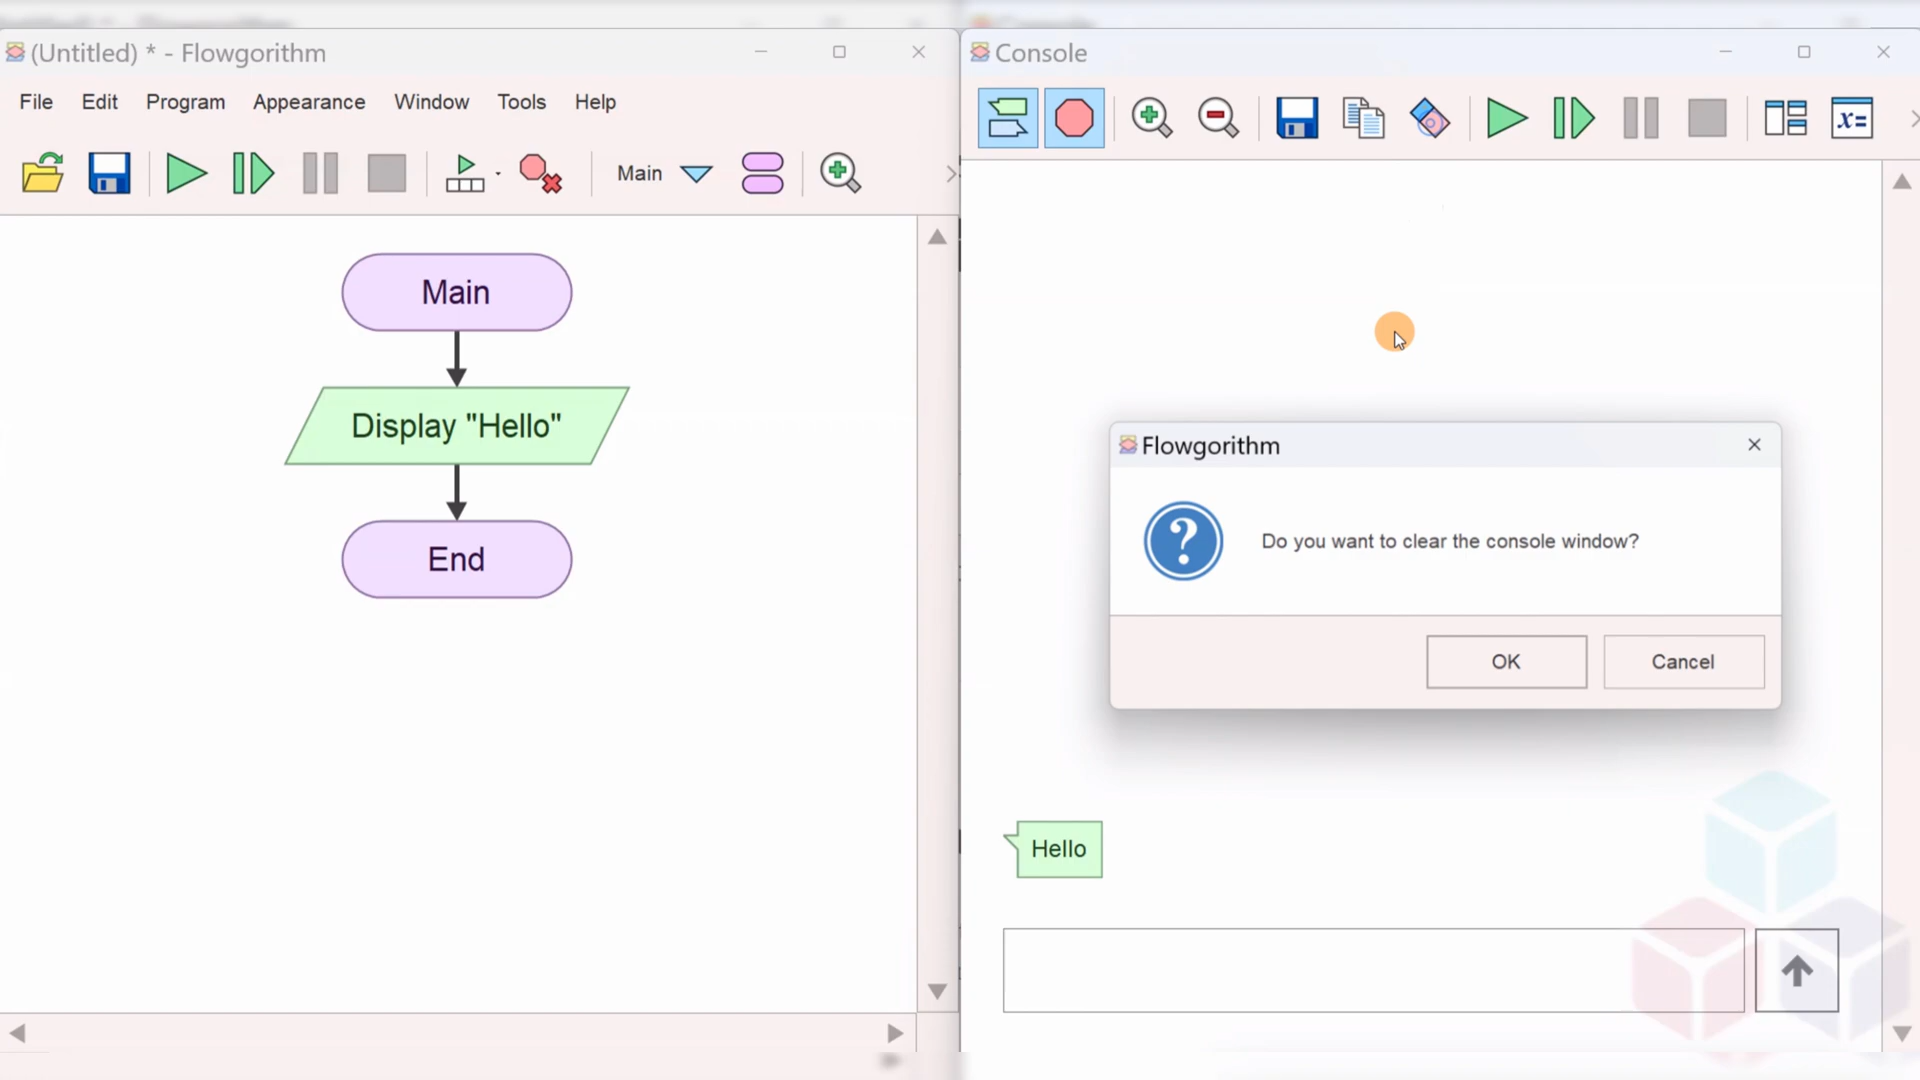 (Untitled) * - Flowgorithm
File Edit Program Appearance Window Tools Help
Main
Main
Display "Hello"
End
Console
x=
Flowgorithm
?
Do you want to clear the console window?
OK Cancel
Hello